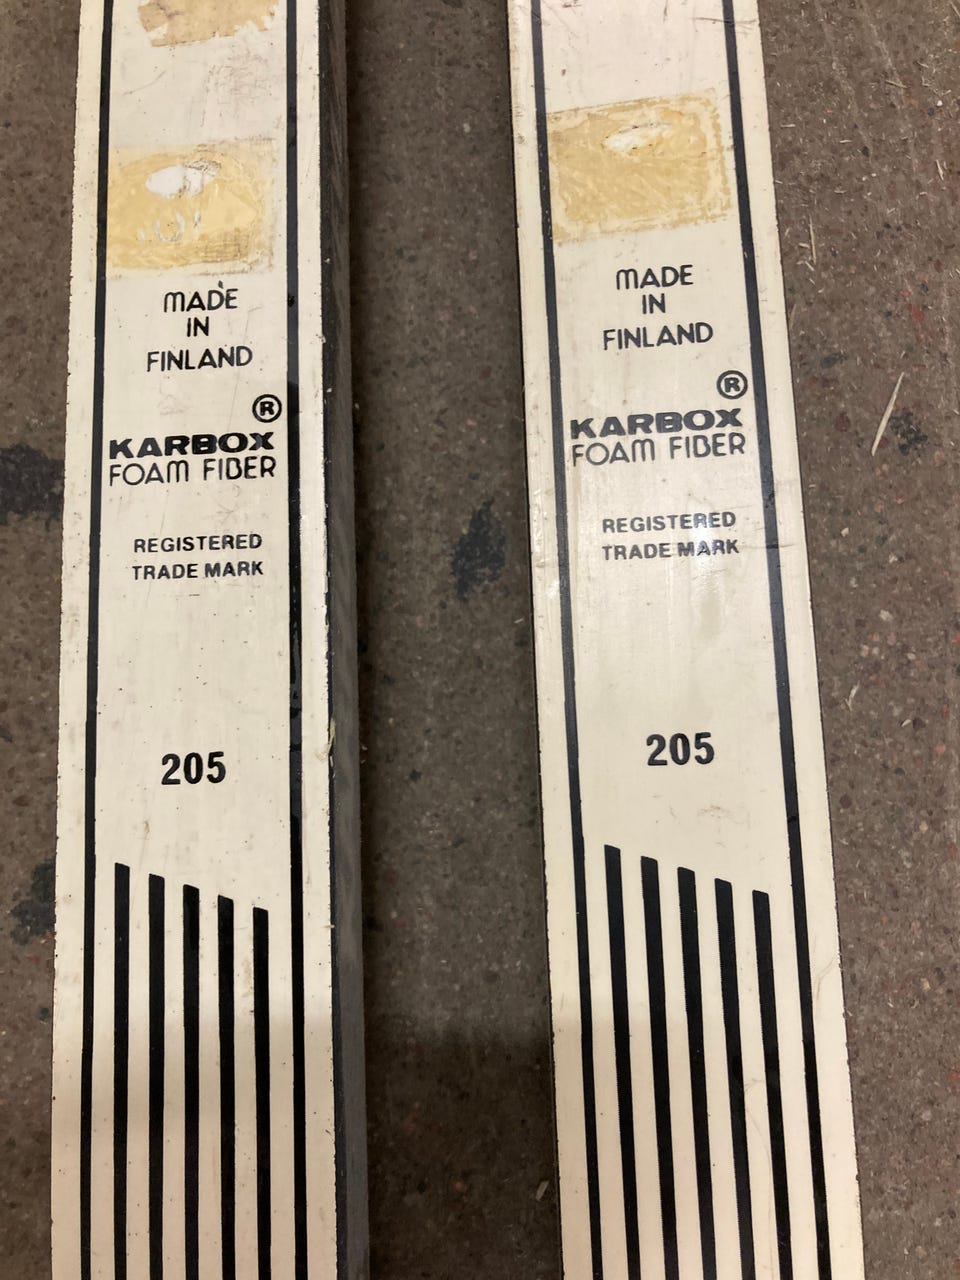 MADE
IN
FINLAND
®
KARBOX
FOAM FIBER
REGISTERED
TRADE MARK
205
MADE
IN
FINLAND
®
KARBOX
FOAM FIBER
REGISTERED
TRADE MARK
205